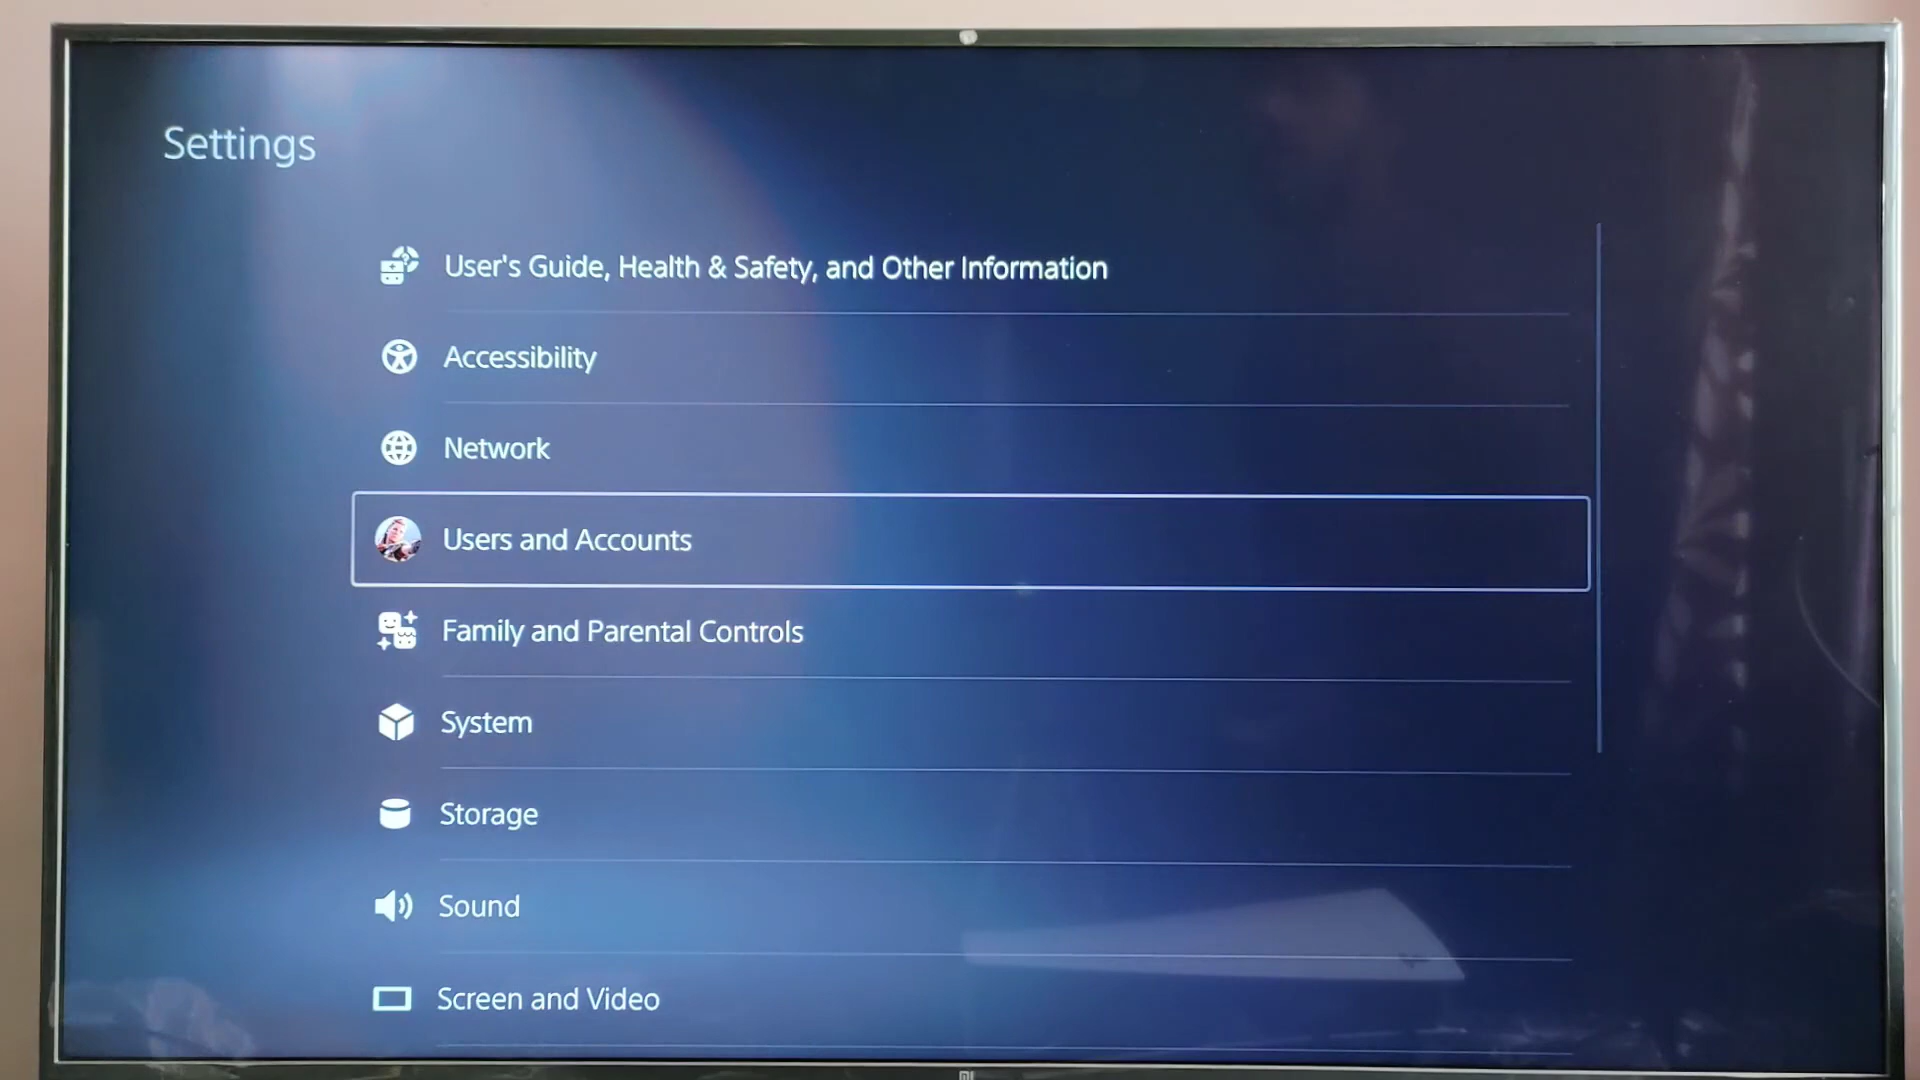 Settings
User's Guide, Health & Safety, and Other Information
Accessibility
Network
Users and Accounts
Family and Parental Controls
System
Storage
Sound
Screen and Video